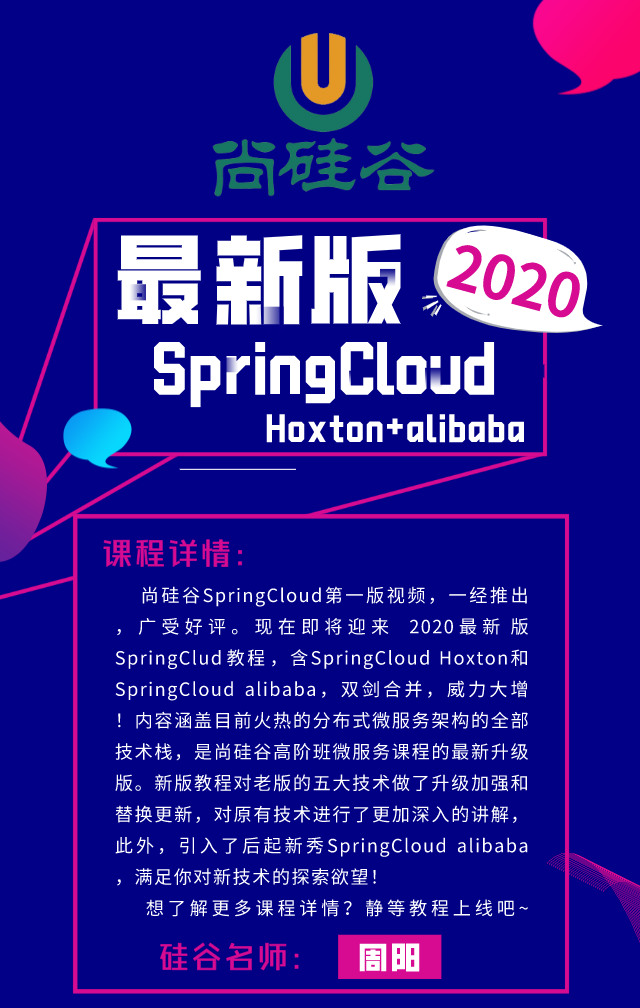 尚硅谷
最新版
2020
SpringCloud
Hoxton+alibaba
课程详情：
尚硅谷SpringCloud第一版视频，一经推出
，广受好评。现在即将迎来 2020最新版
SpringClud教程，含SpringCloud Hoxton和
SpringCloud alibaba，双剑合并，威力大增
！内容涵盖目前火热的分布式微服务架构的全部
技术栈，是尚硅谷高阶班微服务课程的最新升级
版。新版教程对老版的五大技术做了升级加强和
替换更新，对原有技术进行了更加深入的讲解，
此外，引入了后起新秀SpringCloud alibaba
，满足你对新技术的探索欲望！
想了解更多课程详情？静等教程上线吧~
硅谷名师： 周阳